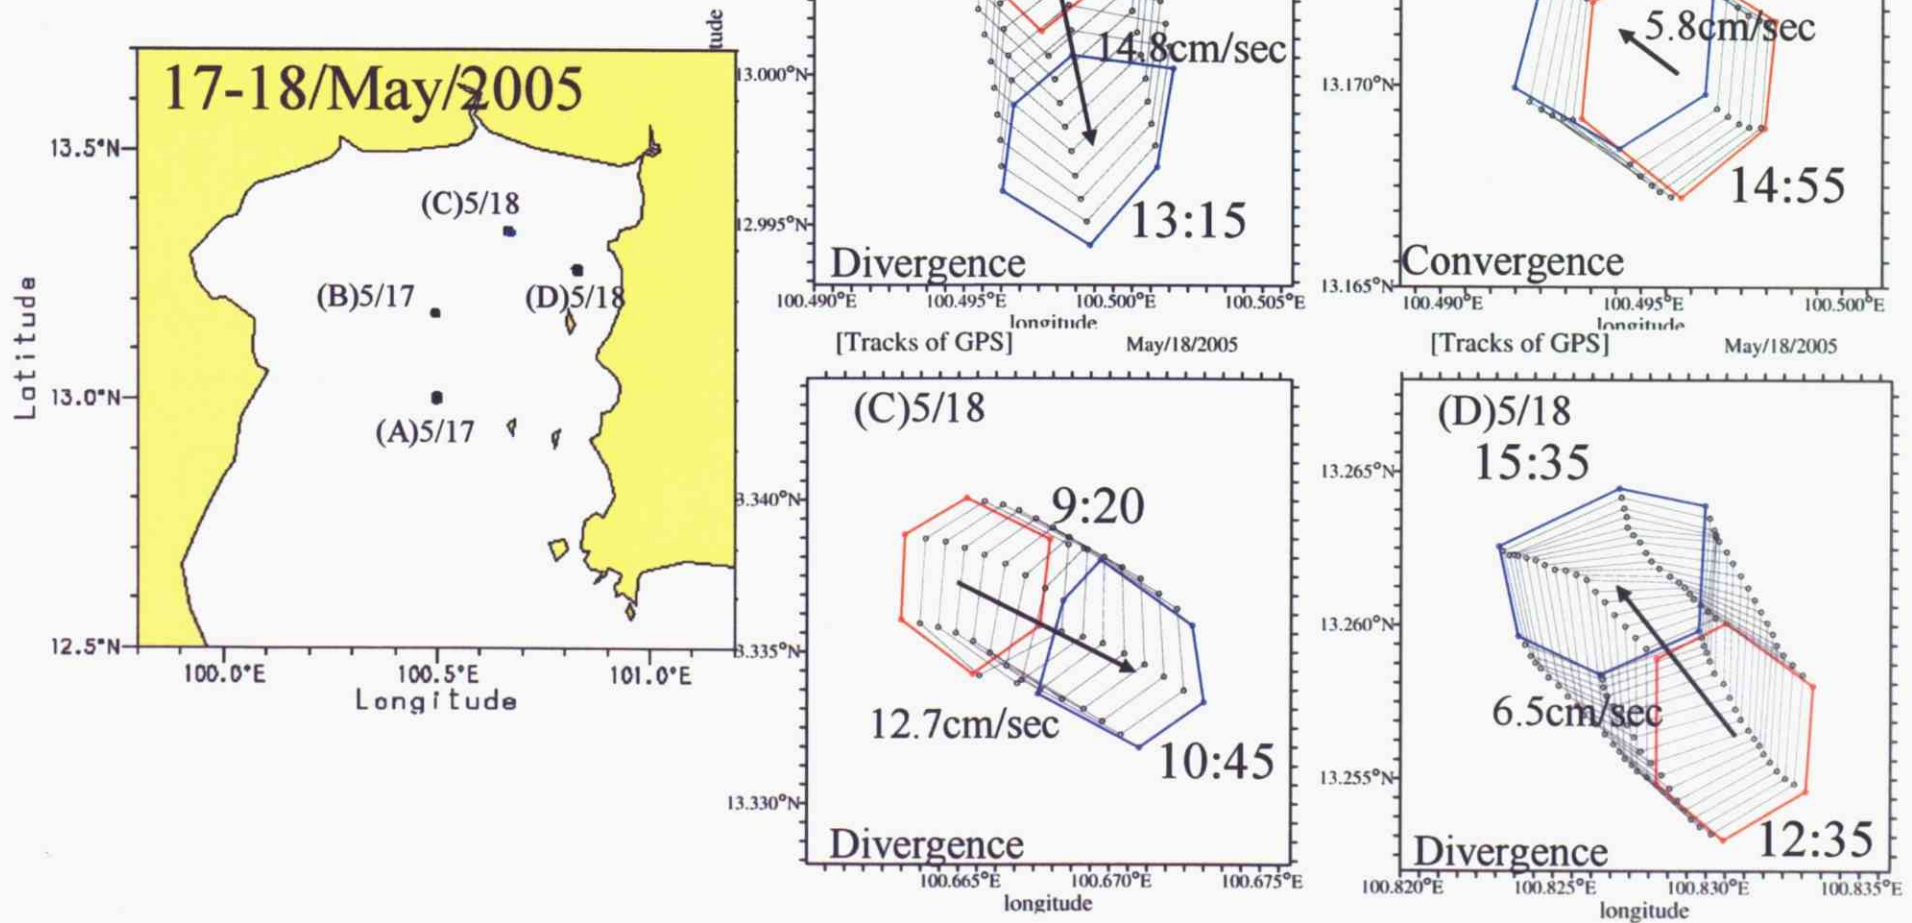 17-18/May/2005
13.5°N
13.0°N
12.5°N
Latitude
100.0°E
100.5°E
101.0°E
Longitude
(C)5/18
(B)5/17
(D)5/18
(A)5/17
tude
13.000°N
12.995°N
14.8cm/sec
13:15
Divergence
100.490°E
100.495°E
100.500°E
100.505°E
longitude
13.170°N
13.165°N
5.8cm/sec
14:55
Convergence
100.490°E
100.495°E
100.500°E
longitude
[Tracks of GPS]
May/18/2005
(C)5/18
9:20
3.340°N
3.335°N
13.330°N
12.7cm/sec
10:45
Divergence
100.665°E
100.670°E
100.675°E
longitude
[Tracks of GPS]
May/18/2005
(D)5/18
15:35
13.265°N
13.260°N
13.255°N
6.5cm/sec
12:35
Divergence
100.820°E
100.825°E
100.830°E
100.835°E
longitude